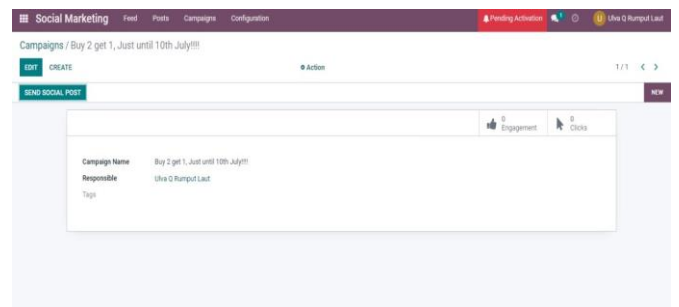 Social Marketing Feed Posts Campaigns Configuration Pending Activation 1 U Ulva Q Rumput Laut
Campaigns / Buy 2 get 1, Just until 10th July!!!!
EDIT CREATE Action 1 / 1
SEND SOCIAL POST NEW
0 Engagement 0 Clicks
Campaign Name Buy 2 get 1, Just until 10th July!!!!
Responsible Ulva Q Rumput Laut
Tags